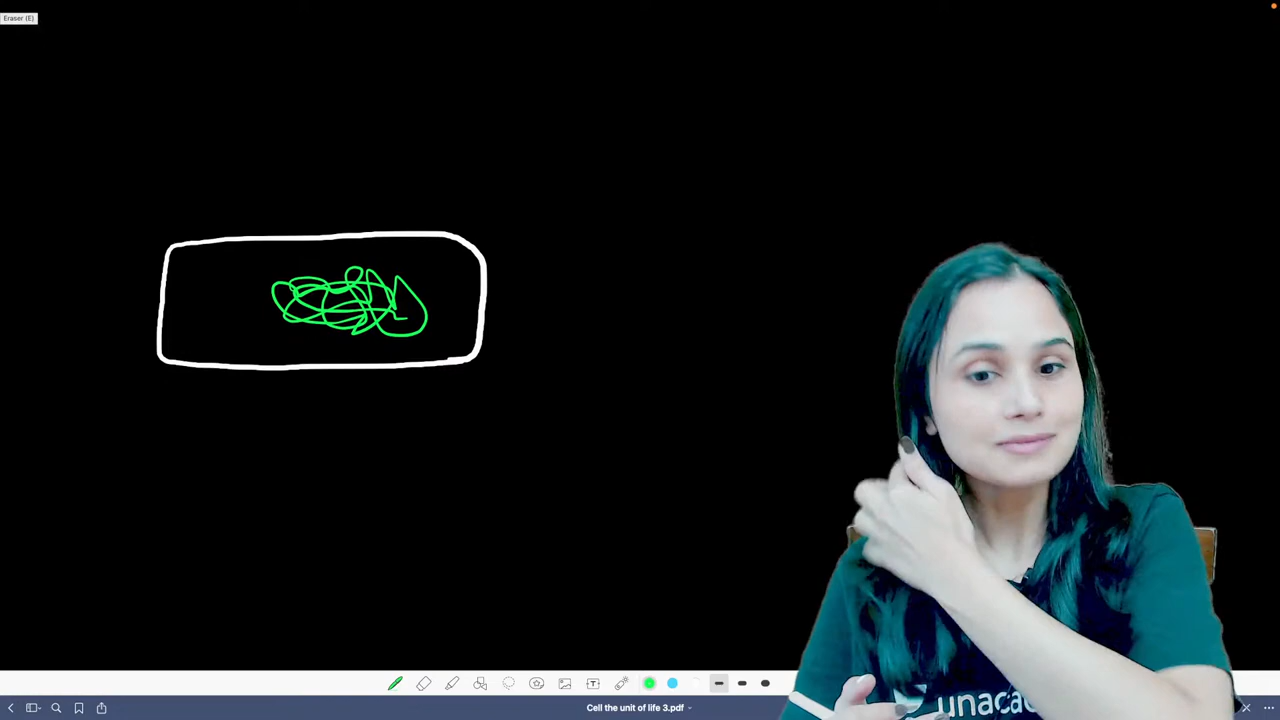 Eraser (E)
Cell the unit of life 3.pdf
unaca